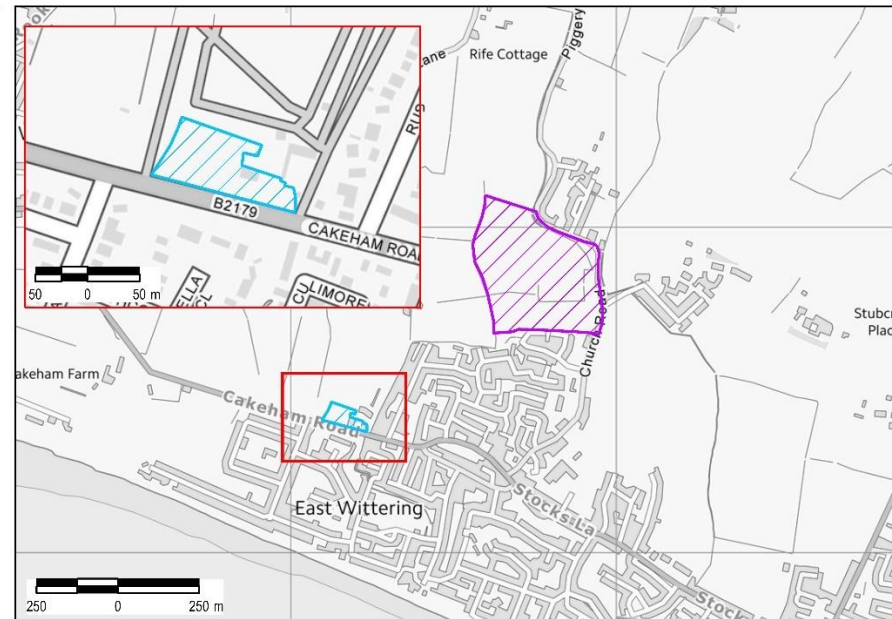 Rife Cottage
Piggery
B2179
CAKEHAM ROAD
LIMORE
50 0 50 m
Church Road
Stubcr
Plac
akeham Farm
Cakeham Road
East Wittering
Stocks La
Stock
250 0 250 m